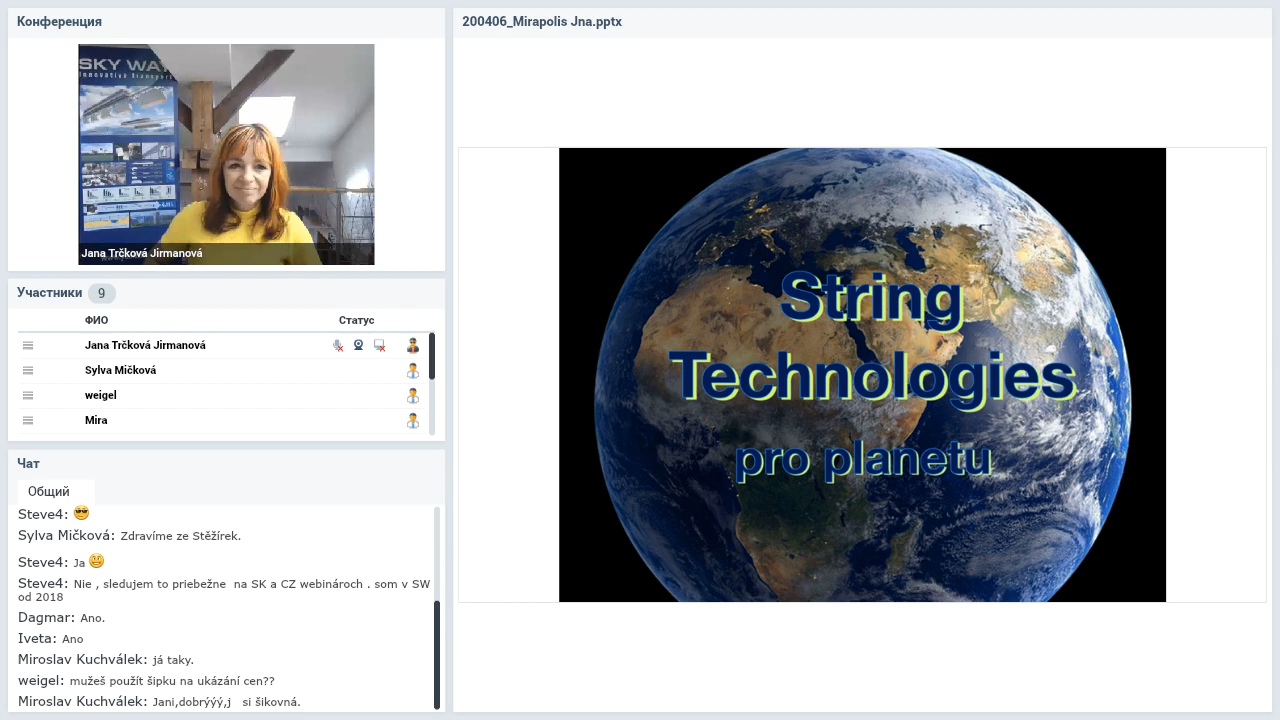 Конференция
SKY WA
Innovative Transport
Jana Trčková Jirmanová
Участники 9
ФИО Статус
Jana Trčková Jirmanová
Sylva Mičková
weigel
Mira
Чат
Общий
Steve4:
Sylva Mičková: Zdravíme ze Stěžírek.
Steve4: Ja
Steve4: Nie , sledujem to priebežne na SK a CZ webinároch . som v SW
od 2018
Dagmar: Ano.
Iveta: Ano
Miroslav Kuchválek: já taky.
weigel: mužeš použít šipku na ukázání cen??
Miroslav Kuchválek: Jani,dobrýýý,j si šikovná.
200406_Mirapolis Jna.pptx
String
Technologies
pro planetu